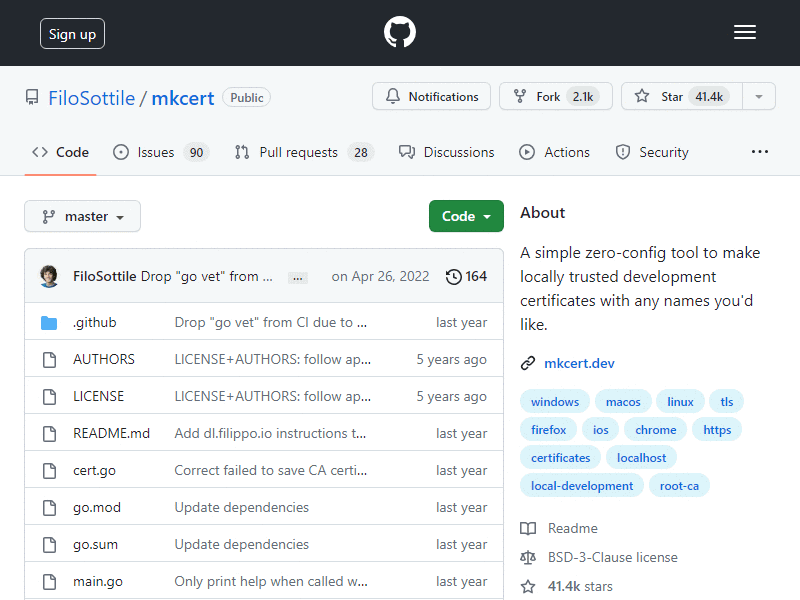 Sign up
FiloSottile / mkcert Public
Notifications Fork 2.1k Star 41.4k
Code Issues 90 Pull requests 28 Discussions Actions Security ...
master Code
FiloSottile Drop "go vet" from ... ... on Apr 26, 2022 164
.github Drop "go vet" from CI due to ... last year
AUTHORS LICENSE+AUTHORS: follow ap... 5 years ago
LICENSE LICENSE+AUTHORS: follow ap... 5 years ago
README.md Add dl.filippo.io instructions t... last year
cert.go Correct failed to save CA certi... last year
go.mod Update dependencies last year
go.sum Update dependencies last year
main.go Only print help when called w... last year
About
A simple zero-config tool to make
locally trusted development
certificates with any names you'd
like.
mkcert.dev
windows macos linux tls
firefox ios chrome https
certificates localhost
local-development root-ca
Readme
BSD-3-Clause license
41.4k stars